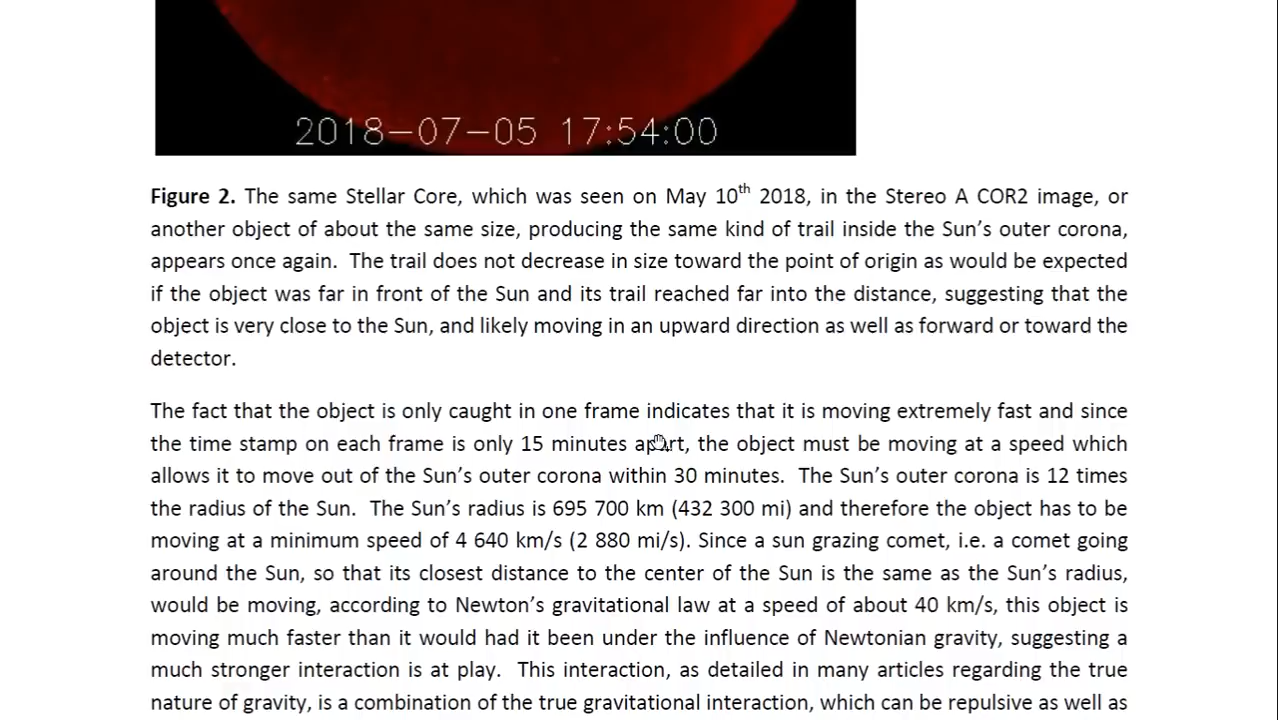 2018-07-05 17:54:00
Figure 2. The same Stellar Core, which was seen on May 10th 2018, in the Stereo A COR2 image, or
another object of about the same size, producing the same kind of trail inside the Sun's outer corona,
appears once again. The trail does not decrease in size toward the point of origin as would be expected
if the object was far in front of the Sun and its trail reached far into the distance, suggesting that the
object is very close to the Sun, and likely moving in an upward direction as well as forward or toward the
detector.
The fact that the object is only caught in one frame indicates that it is moving extremely fast and since
the time stamp on each frame is only 15 minutes apart, the object must be moving at a speed which
allows it to move out of the Sun's outer corona within 30 minutes. The Sun's outer corona is 12 times
the radius of the Sun. The Sun's radius is 695 700 km (432 300 mi) and therefore the object has to be
moving at a minimum speed of 4 640 km/s (2 880 mi/s). Since a sun grazing comet, i.e. a comet going
around the Sun, so that its closest distance to the center of the Sun is the same as the Sun's radius,
would be moving, according to Newton's gravitational law at a speed of about 40 km/s, this object is
moving much faster than it would had it been under the influence of Newtonian gravity, suggesting a
much stronger interaction is at play. This interaction, as detailed in many articles regarding the true
nature of gravity, is a combination of the true gravitational interaction, which can be repulsive as well as